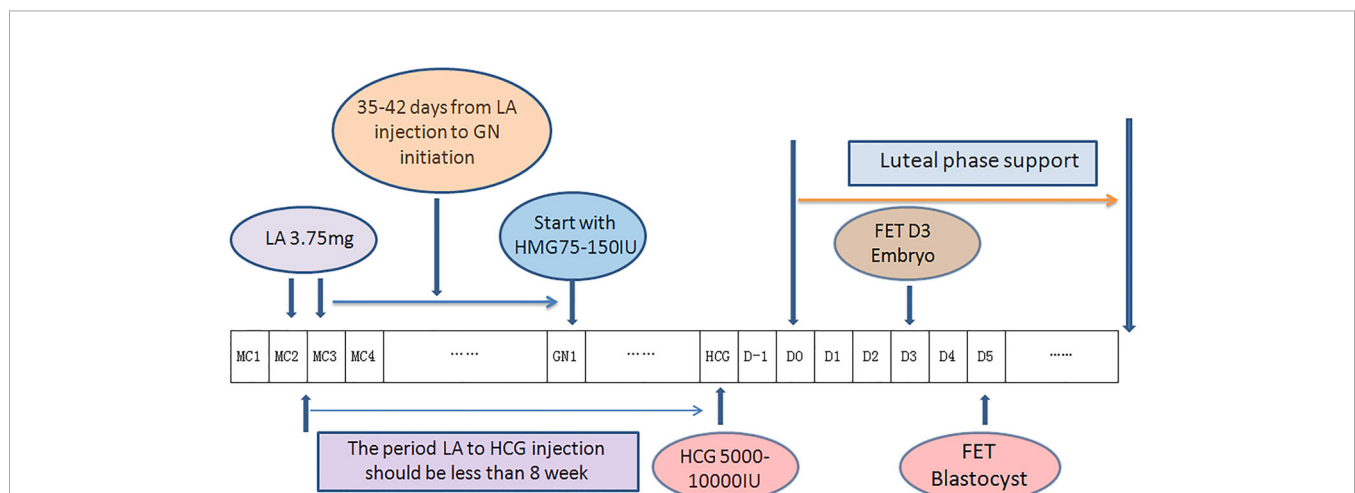 35-42 days from LA
injection to GN
initiation
Luteal phase support
LA 3.75mg
Start with
HMG75-150IU
FET D3
Embryo
MC1 MC2 MC3 MC4 ...... GN1 ...... HCG D-1 D0 D1 D2 D3 D4 D5 ......
The period LA to HCG injection
should be less than 8 week
HCG 5000-
10000IU
FET
Blastocyst